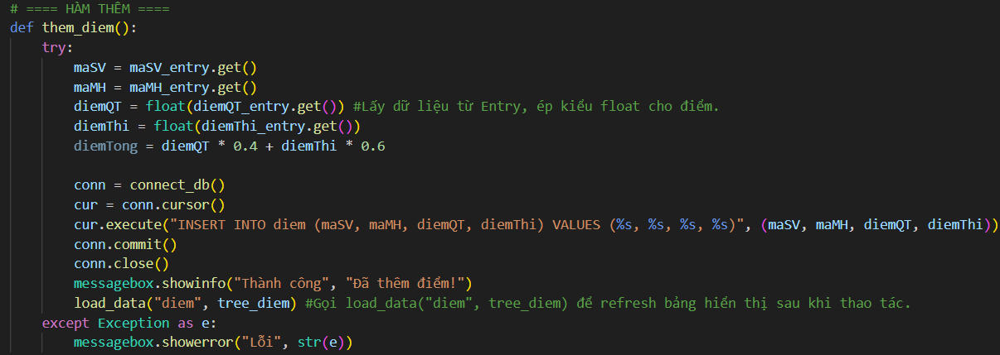 # ==== HÀM THÊM ====
def them_diem():
    try:
        maSV = maSV_entry.get()
        maMH = maMH_entry.get()
        diemQT = float(diemQT_entry.get()) #Lấy dữ liệu từ Entry, ép kiểu float cho điểm.
        diemThi = float(diemThi_entry.get())
        diemTong = diemQT * 0.4 + diemThi * 0.6

        conn = connect_db()
        cur = conn.cursor()
        cur.execute("INSERT INTO diem (maSV, maMH, diemQT, diemThi) VALUES (%s, %s, %s, %s)", (maSV, maMH, diemQT, diemThi))
        conn.commit()
        conn.close()
        messagebox.showinfo("Thành công", "Đã thêm điểm!")
        load_data("diem", tree_diem) #Gọi load_data("diem", tree_diem) để refresh bảng hiển thị sau khi thao tác.
    except Exception as e:
        messagebox.showerror("Lỗi", str(e))